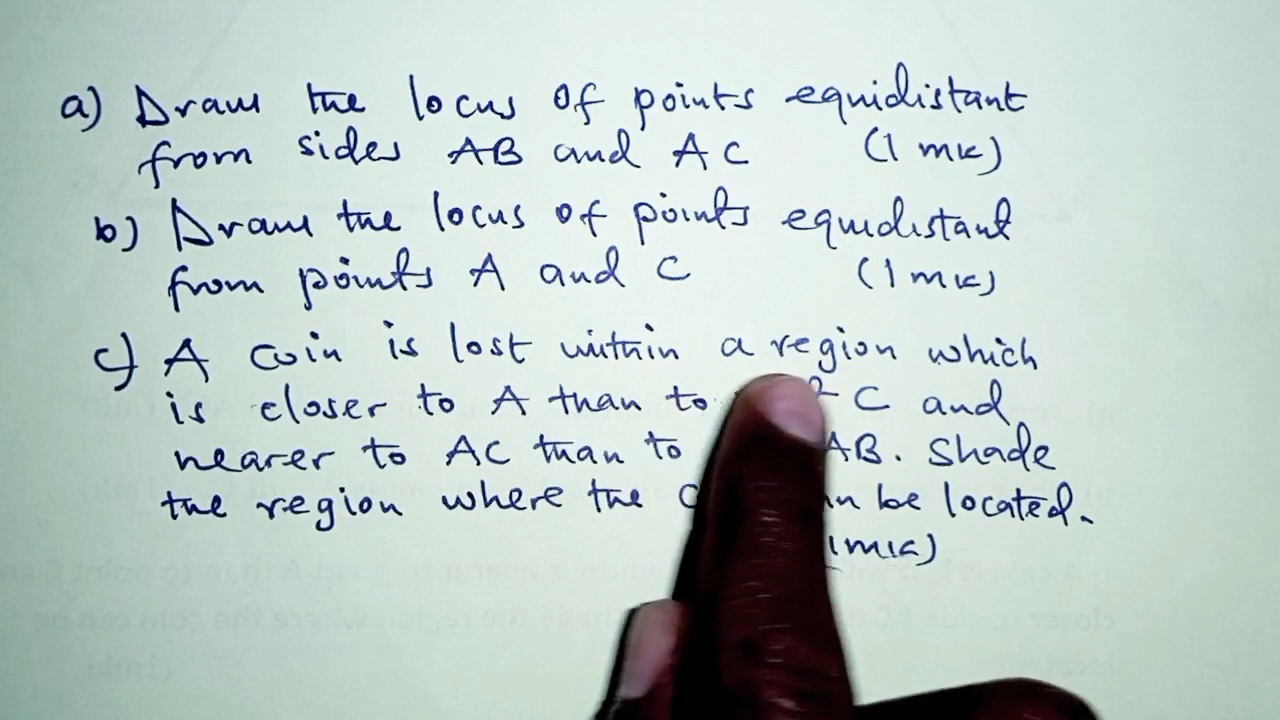 a) Draw the locus of points equidistant
from sides AB and AC (1 mk)
b) Draw the locus of points equidistant
from points A and C (1 mk)
c) A coin is lost within a region which
is closer to A than to C and
nearer to AC than to AB. Shade
the region where the be located.
(1mk)